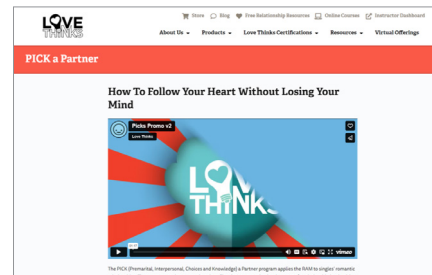 LOVE
THINKS
Store Blog Free Relationship Resources Online Courses Instructor Dashboard
About Us Products Love Thinks Certifications Resources Virtual Offerings
PICK a Partner
How To Follow Your Heart Without Losing Your
Mind
Picks Promo v2
Love Thinks
LOVE
THINKS
vimeo
The PICK (Premarital, Interpersonal, Choices and Knowledge) a Partner program applies the RAM to singles' romantic